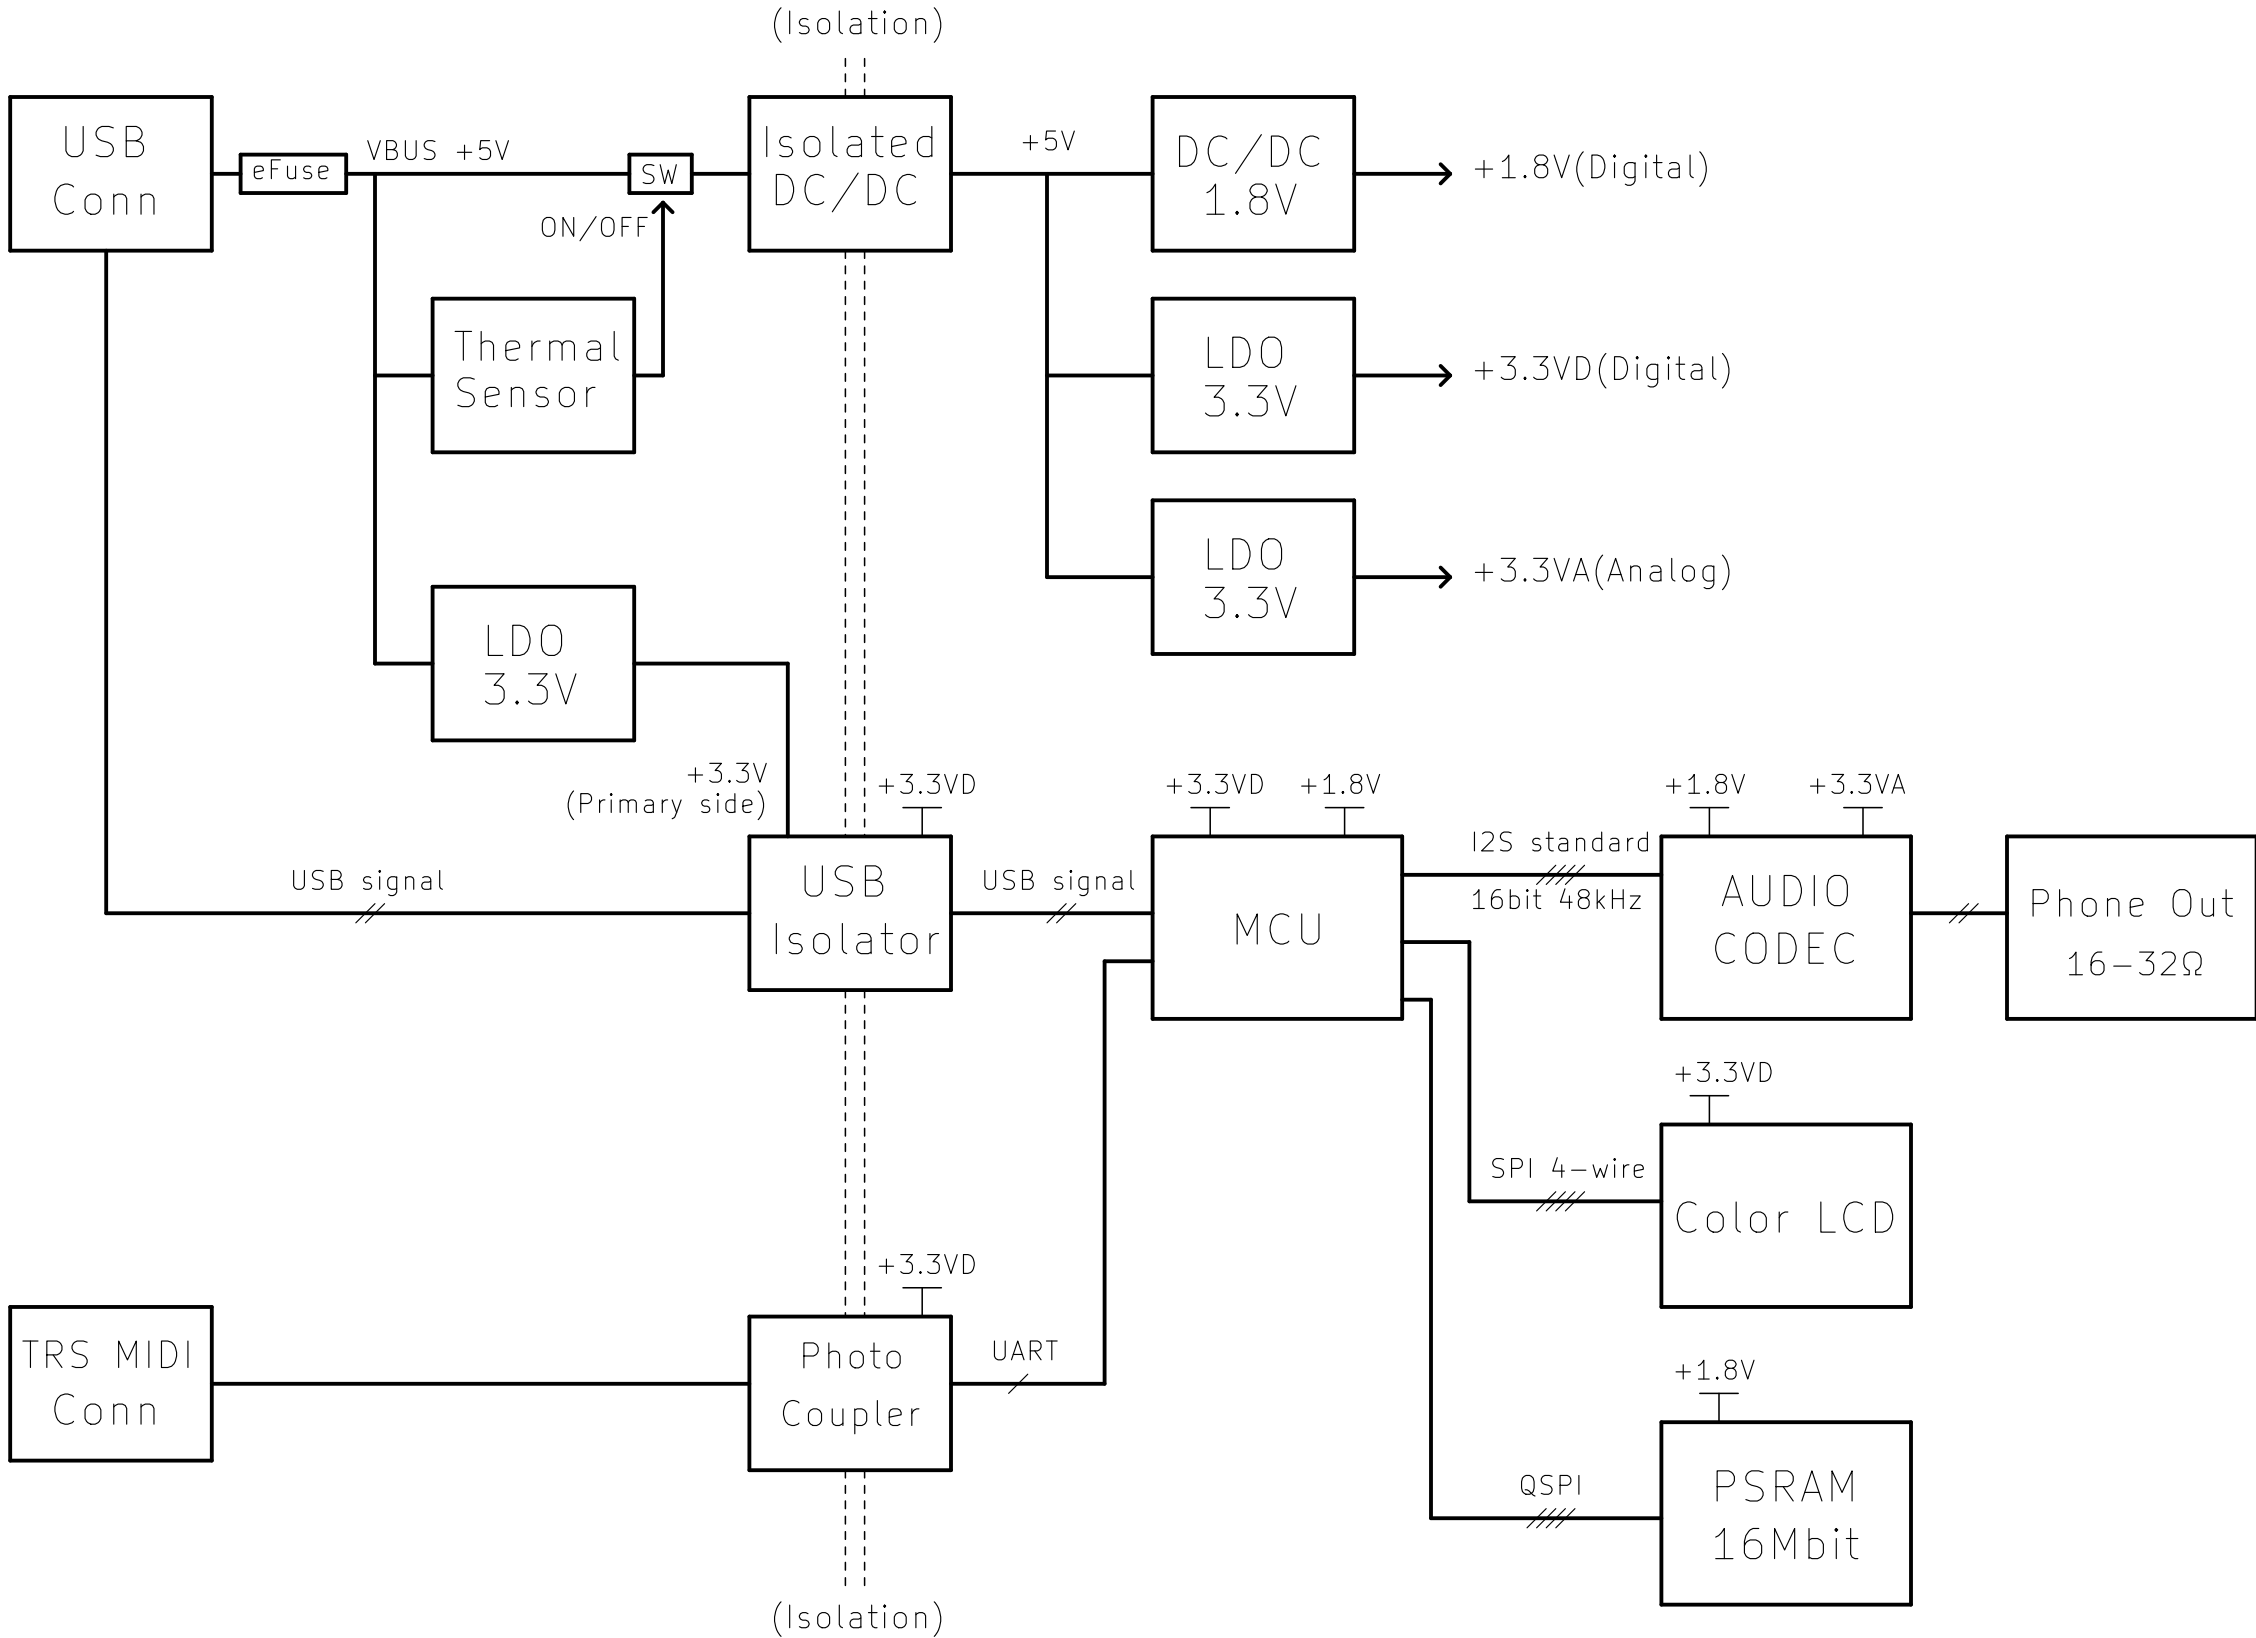 (Isolation)
USB
Conn
eFuse
VBUS +5V
SW
ON/OFF
Isolated
DC/DC
+5V
DC/DC
1.8V
+1.8V(Digital)
Thermal
Sensor
LDO
3.3V
+3.3VD(Digital)
LDO
3.3V
+3.3VA(Analog)
LDO
3.3V
+3.3V
(Primary side)
+3.3VD
+3.3VD
+1.8V
+1.8V
+3.3VA
USB signal
USB
Isolator
USB signal
MCU
I2S standard
16bit 48kHz
AUDIO
CODEC
Phone Out
16-32Ω
+3.3VD
SPI 4-wire
Color LCD
TRS MIDI
Conn
+3.3VD
Photo
Coupler
UART
+1.8V
QSPI
PSRAM
16Mbit
(Isolation)